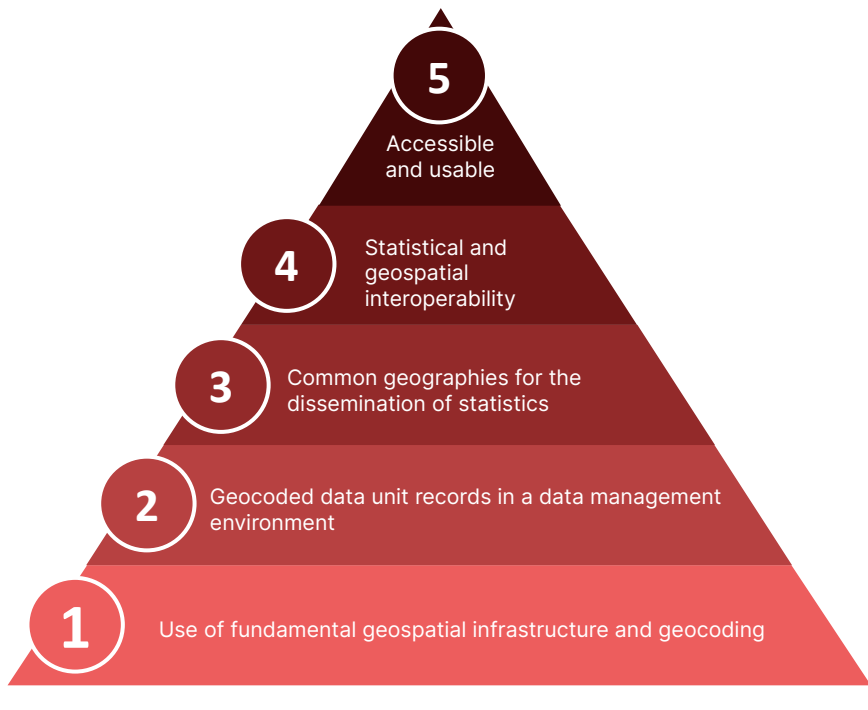 5
Accessible
and usable
4
Statistical and
geospatial
interoperability
3
Common geographies for the
dissemination of statistics
2
Geocoded data unit records in a data management
environment
1
Use of fundamental geospatial infrastructure and geocoding